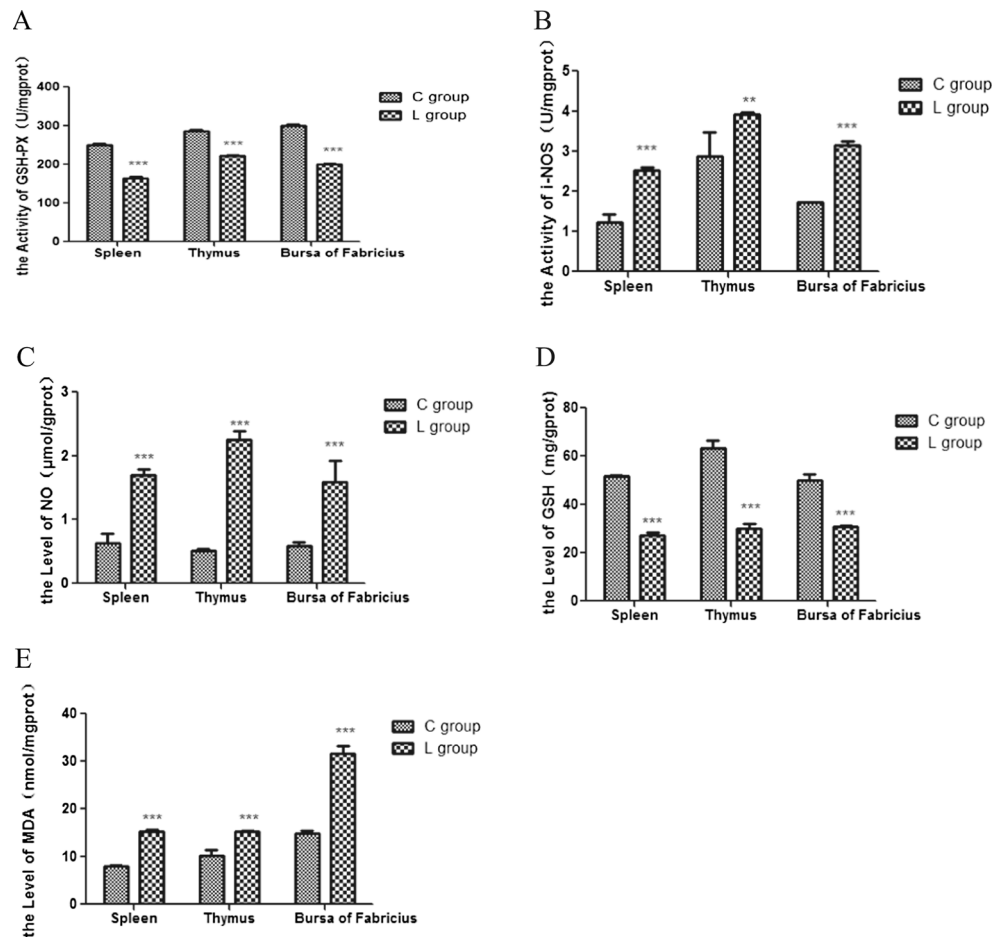 A
the Activity of GSH-PX (U/mgprot)
400
300
200
100
0
***
***
***
Spleen
Thymus
Bursa of Fabricius
C group
L group
B
the Activity of i-NOS (U/mgprot)
5
4
3
2
1
0
***
**
***
Spleen
Thymus
Bursa of Fabricius
C group
L group
C
the Level of NO (μmol/gprot)
3
2
1
0
***
***
***
Spleen
Thymus
Bursa of Fabricius
C group
L group
D
the Level of GSH (mg/gprot)
80
60
40
20
0
***
***
***
Spleen
Thymus
Bursa of Fabricius
C group
L group
E
the Level of MDA (nmol/mgprot)
40
30
20
10
0
***
***
***
Spleen
Thymus
Bursa of Fabricius
C group
L group